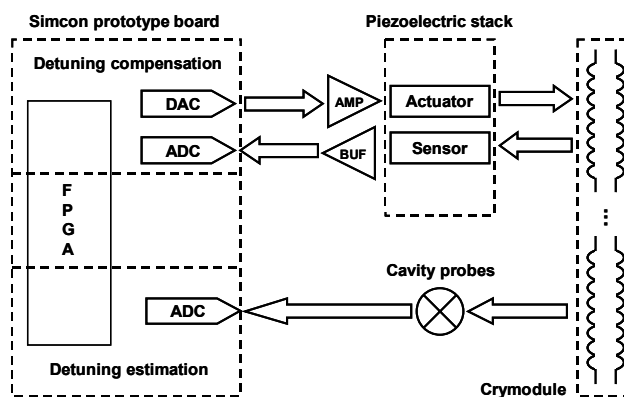 Simcon prototype board
Piezoelectric stack
Detuning compensation
DAC
AMP
Actuator
ADC
BUF
Sensor
F
P
G
A
...
Cavity probes
ADC
Detuning estimation
Crymodule